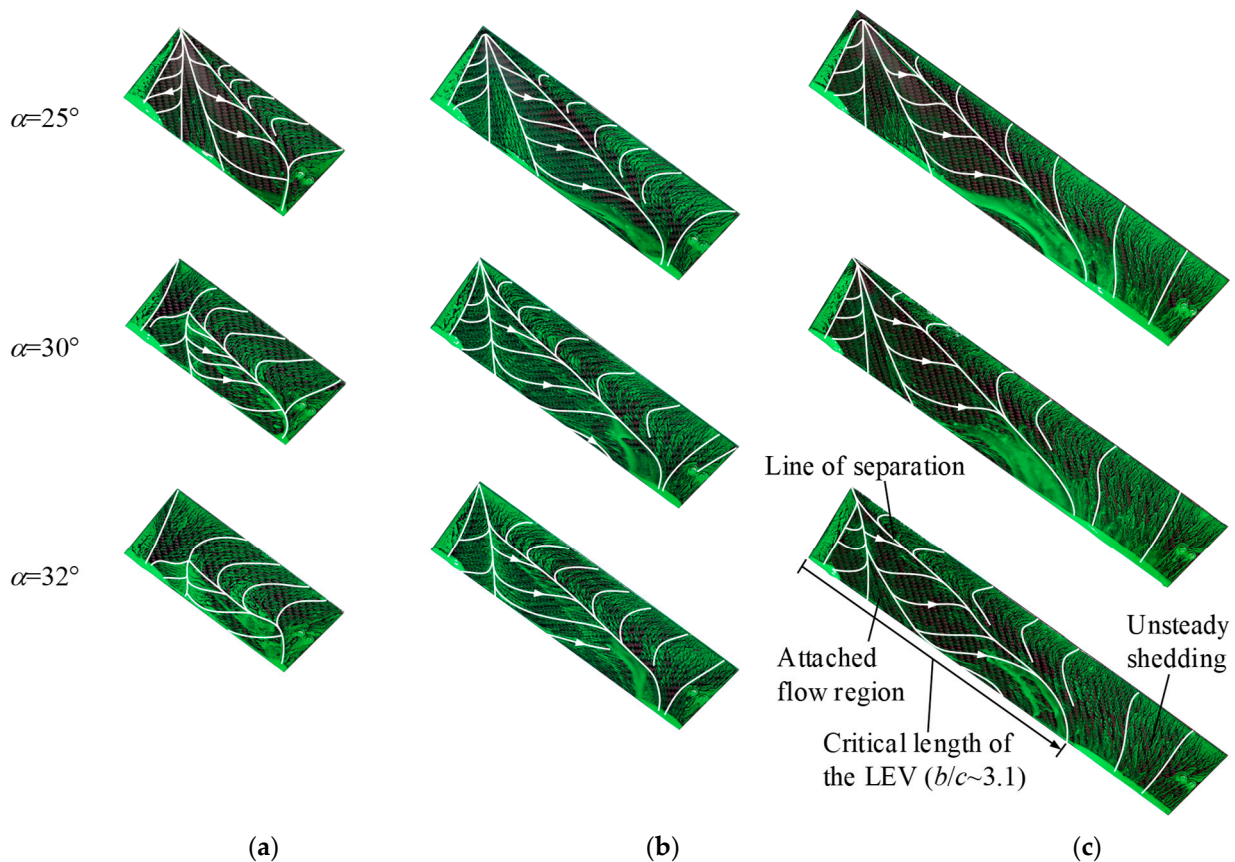 α=25°
α=30°
Line of separation
α=32°
Attached
flow region
Unsteady
shedding
Critical length of
the LEV (b/c~3.1)
(a)
(b)
(c)